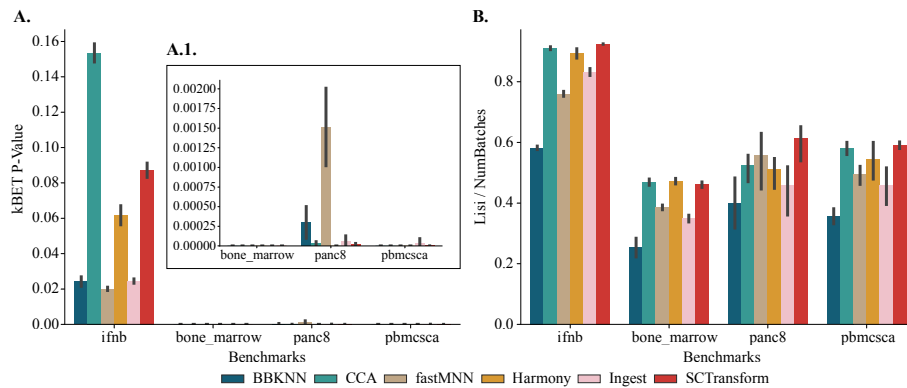 A.
kBET P-Value
0.16
0.14
0.12
0.10
0.08
0.06
0.04
0.02
0.00
ifnb bone_marrow panc8 pbmcsca
Benchmarks
A.1.
0.00200
0.00175
0.00150
0.00125
0.00100
0.00075
0.00050
0.00025
0.00000
bone_marrow panc8 pbmcsca
B.
Lisi / NumBatches
0.8
0.6
0.4
0.2
0.0
ifnb bone_marrow panc8 pbmcsca
Benchmarks
BBKNN CCA fastMNN Harmony Ingest SCTransform